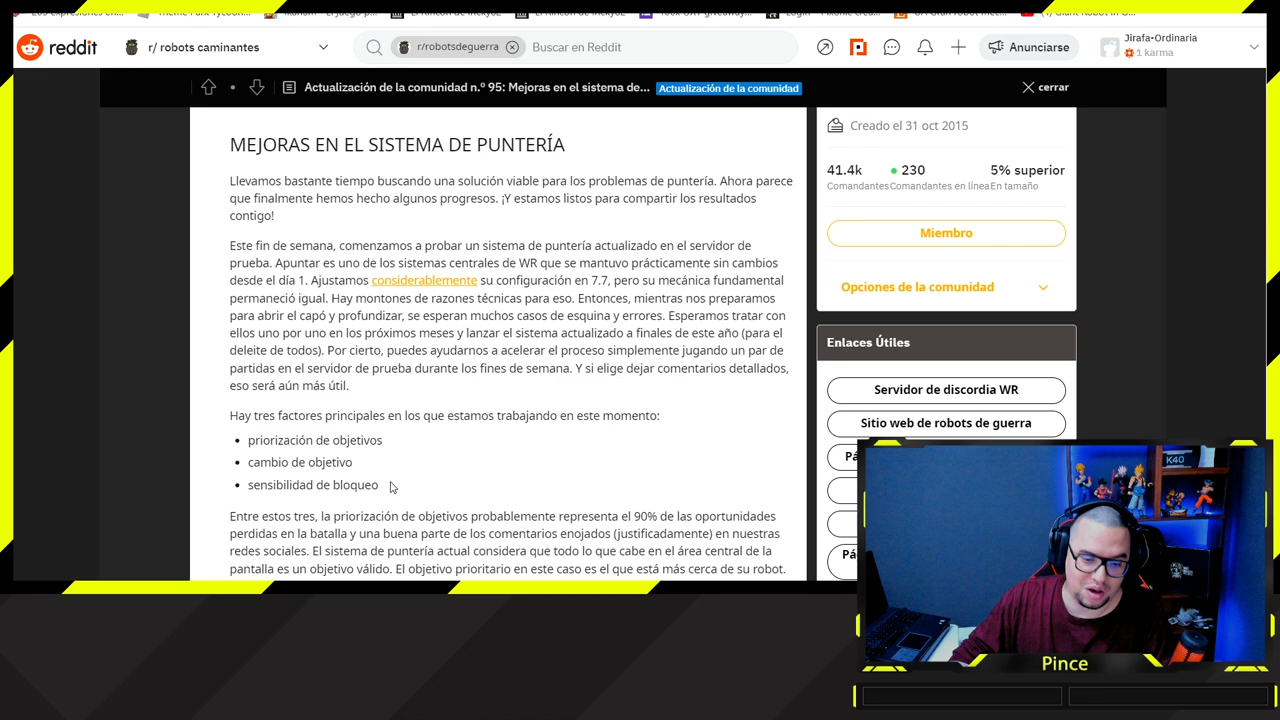 reddit
r/ robots caminantes
r/robotsdeguerra
Buscar en Reddit
Anunciarse
Jirafa-Ordinaria
1 karma
Actualización de la comunidad n.º 95: Mejoras en el sistema de...
Actualización de la comunidad
cerrar
MEJORAS EN EL SISTEMA DE PUNTERÍA
Llevamos bastante tiempo buscando una solución viable para los problemas de puntería. Ahora parece
que finalmente hemos hecho algunos progresos. ¡Y estamos listos para compartir los resultados
contigo!
Este fin de semana, comenzamos a probar un sistema de puntería actualizado en el servidor de
prueba. Apuntar es uno de los sistemas centrales de WR que se mantuvo prácticamente sin cambios
desde el día 1. Ajustamos considerablemente su configuración en 7.7, pero su mecánica fundamental
permaneció igual. Hay montones de razones técnicas para eso. Entonces, mientras nos preparamos
para abrir el capó y profundizar, se esperan muchos casos de esquina y errores. Esperamos tratar con
ellos uno por uno en los próximos meses y lanzar el sistema actualizado a finales de este año (para el
deleite de todos). Por cierto, puedes ayudarnos a acelerar el proceso simplemente jugando un par de
partidas en el servidor de prueba durante los fines de semana. Y si elige dejar comentarios detallados,
eso será aún más útil.
Hay tres factores principales en los que estamos trabajando en este momento:
priorización de objetivos
cambio de objetivo
sensibilidad de bloqueo
Entre estos tres, la priorización de objetivos probablemente representa el 90% de las oportunidades
perdidas en la batalla y una buena parte de los comentarios enojados (justificadamente) en nuestras
redes sociales. El sistema de puntería actual considera que todo lo que cabe en el área central de la
pantalla es un objetivo válido. El objetivo prioritario en este caso es el que está más cerca de su robot.
Creado el 31 oct 2015
41.4k
230
5% superior
Comandantes
Comandantes en línea
En tamaño
Miembro
Opciones de la comunidad
Enlaces Útiles
Servidor de discordia WR
Sitio web de robots de guerra
K40
Pince